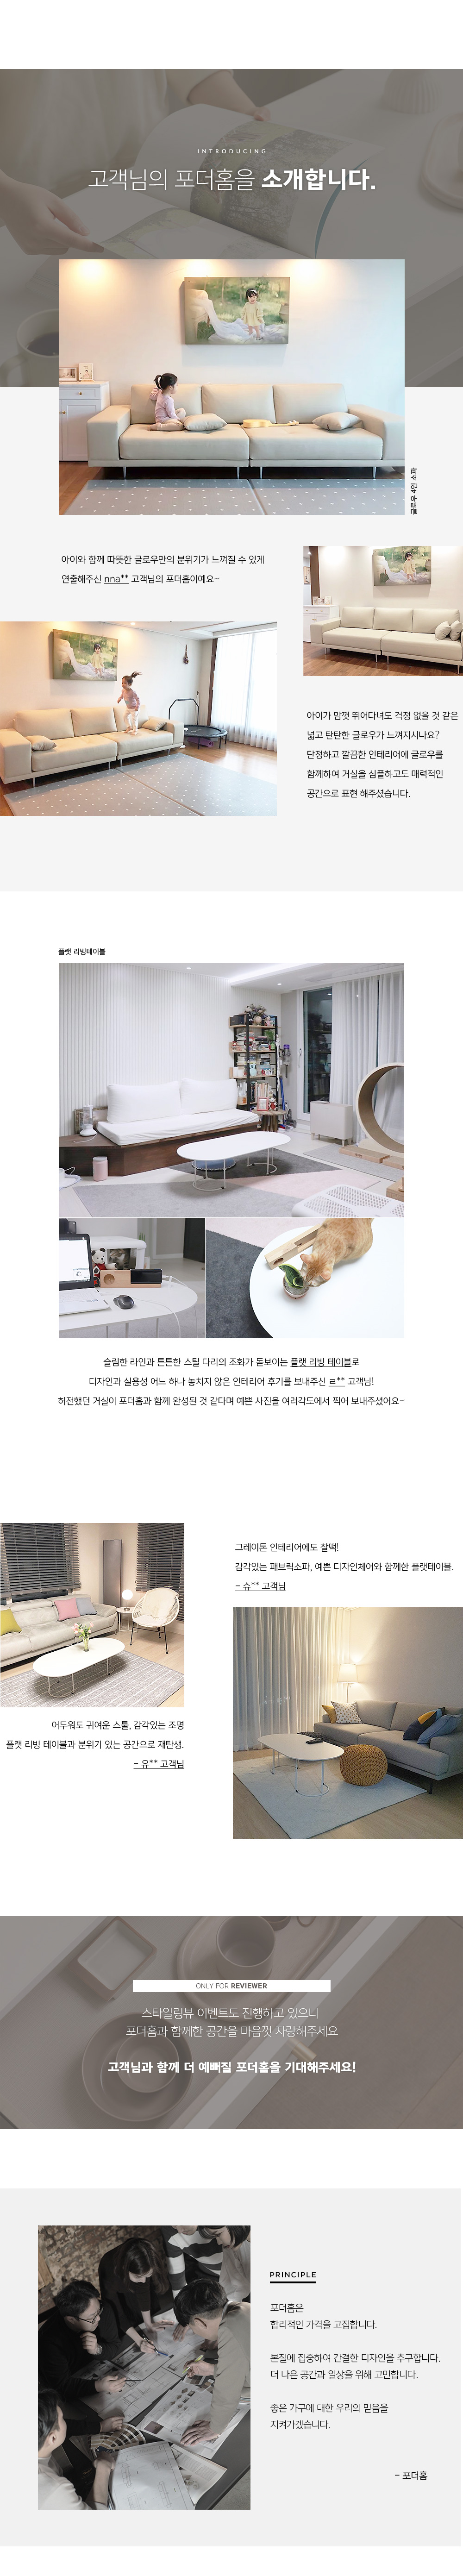 INTRODUCING
고객님의 포더홈을 소개합니다.
글로우 4인 소파
아이와 함께 따뜻한 글로우만의 분위기가 느껴질 수 있게
연출해주신 nna** 고객님의 포더홈이예요~
아이가 맘껏 뛰어다녀도 걱정 없을 것 같은
넓고 탄탄한 글로우가 느껴지시나요?
단정하고 깔끔한 인테리어에 글로우를
함께하여 거실을 심플하고도 매력적인
공간으로 표현 해주셨습니다.
플랫 리빙테이블
슬림한 라인과 튼튼한 스틸 다리의 조화가 돋보이는 플랫 리빙 테이블로
디자인과 실용성 어느 하나 놓치지 않은 인테리어 후기를 보내주신 ㄹ** 고객님!
허전했던 거실이 포더홈과 함께 완성된 것 같다며 예쁜 사진을 여러각도에서 찍어 보내주셨어요~
그레이톤 인테리어에도 찰떡!
감각있는 패브릭소파, 예쁜 디자인체어와 함께한 플랫테이블.
- 슈** 고객님
어두워도 귀여운 스툴, 감각있는 조명
플랫 리빙 테이블과 분위기 있는 공간으로 재탄생.
- 유** 고객님
ONLY FOR REVIEWER
스타일링뷰 이벤트도 진행하고 있으니
포더홈과 함께한 공간을 마음껏 자랑해주세요
고객님과 함께 더 예뻐질 포더홈을 기대해주세요!
PRINCIPLE
포더홈은
합리적인 가격을 고집합니다.
본질에 집중하여 간결한 디자인을 추구합니다.
더 나은 공간과 일상을 위해 고민합니다.
좋은 가구에 대한 우리의 믿음을
지켜가겠습니다.
- 포더홈